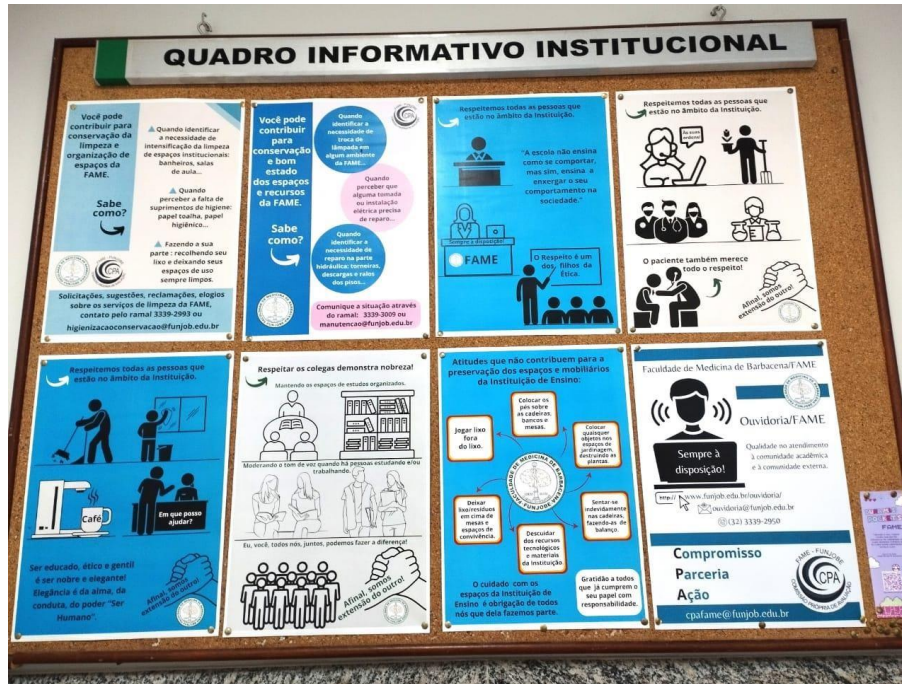 QUADRO INFORMATIVO INSTITUCIONAL
Você pode
contribuir para
conservação da
limpeza e
organização de
espaços da
FAME.
Sabe
como?
Quando identificar
a necessidade de
intensificação da limpeza
de espaços institucionais:
banheiros, salas
de aula...
Quando
perceber a falta de
suprimentos de higiene:
papel toalha, papel
higiênico...
Fazendo a sua
parte : recolhendo seu
lixo e deixando seus
espaços de uso
sempre limpos.
CPA
Solicitações, sugestões, reclamações, elogios
sobre os serviços de limpeza da FAME,
contato pelo ramal 3339-2993 ou
higienizacaoconservacao@funjob.edu.br
Você pode
contribuir
para
conservação
e bom
estado
dos espaços
e recursos
da FAME.
Sabe
como?
Quando
identificar a
necessidade de
troca de
lâmpada em
algum ambiente
da FAME...
CPA
Quando
perceber que
alguma tomada
ou instalação
elétrica precisa
de reparo...
Quando
identificar a
necessidade de
reparo na parte
hidráulica: torneiras,
descargas e ralos
dos pisos...
Comunique a situação através
do ramal: 3339-3009 ou
manutencao@funjob.edu.br
Respeitemos todas as pessoas que
estão no âmbito da Instituição.
"A escola não ensina
como se comportar,
mas sim, ensina a
enxergar o seu
comportamento na
sociedade."
Sempre à disposição!
FAME
O Respeito é um
dos filhos da
Ética.
Respeitemos todas as pessoas que
estão no âmbito da Instituição.
Às suas
ordens!
O paciente também merece
todo o respeito!
Afinal, somos
extensão do outro!
Respeitemos todas as pessoas que
estão no âmbito da Instituição.
Café
Em que posso
ajudar?
Ser educado, ético e gentil
é ser nobre e elegante!
Elegância é da alma, da
conduta, do poder "Ser
Humano".
Afinal, somos
extensão do outro!
Respeitar os colegas demonstra nobreza!
Mantendo os espaços de estudos organizados.
Moderando o tom de voz quando há pessoas estudando e/ou
trabalhando.
Eu, você, todos nós, juntos, podemos fazer a diferença!
Afinal, somos
extensão do outro!
Atitudes que não contribuem para a
preservação dos espaços e mobiliários
da Instituição de Ensino:
Jogar lixo
fora
do lixo.
Colocar os
pés sobre
as cadeiras,
bancos e
mesas.
Colocar
quaisquer
objetos nos
espaços de
jardinagem,
destruindo as
plantas.
FACULDADE DE MEDICINA DE BARBACENA
FUNJOBE
Deixar
lixo/resíduos
em cima de
mesas e
espaços de
convivência.
Descuidar
dos recursos
tecnológicos
e materiais
da Instituição.
Sentar-se
indevidamente
nas cadeiras,
fazendo-as de
balanço.
O cuidado com os
espaços da Instituição de
Ensino é obrigação de todos
nós que dela fazemos parte.
Gratidão a todos
que já cumprem o
seu papel com
responsabilidade.
Faculdade de Medicina de Barbacena/FAME
Ouvidoria/FAME
Sempre à
disposição!
Qualidade no atendimento
à comunidade acadêmica
e à comunidade externa.
http://
www.funjob.edu.br/ouvidoria/
ouvidoria@funjob.edu.br
(32) 3339-2950
Compromisso
Parceria
Ação
FAME - FUNJOBE
CPA
COMISSÃO PRÓPRIA DE AVALIAÇÃO
cpafame@funjob.edu.br
FAME